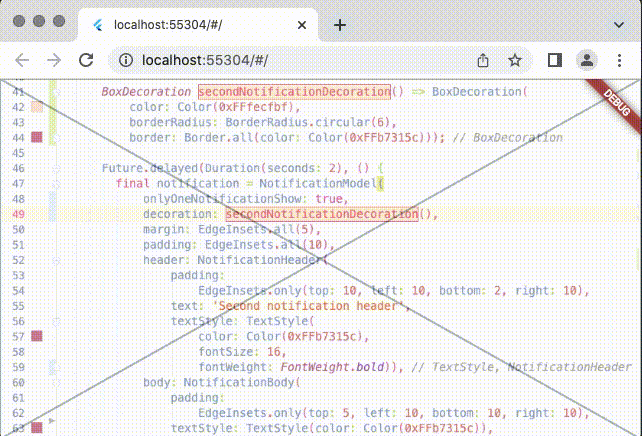 localhost:55304/#/
localhost:55304/#/
DEBUG
41 BoxDecoration secondNotificationDecoration() => BoxDecoration(
42 color: Color(0xFFfecfbf),
43 borderRadius: BorderRadius.circular(6),
44 border: Border.all(color: Color(0xFFb7315c))); // BoxDecoration
45
46 Future.delayed(Duration(seconds: 2), () {
47 final notification = NotificationModel(
48 onlyOneNotificationShow: true,
49 decoration: secondNotificationDecoration(),
50 margin: EdgeInsets.all(5),
51 padding: EdgeInsets.all(10),
52 header: NotificationHeader(
53 padding:
54 EdgeInsets.only(top: 10, left: 10, bottom: 2, right: 10),
55 text: 'Second notification header',
56 textStyle: TextStyle(
57 color: Color(0xFFb7315c),
58 fontSize: 16,
59 fontWeight: FontWeight.bold)), // TextStyle, NotificationHeader
60 body: NotificationBody(
61 padding:
62 EdgeInsets.only(top: 5, left: 10, bottom: 10, right: 10),
63 textStyle: TextStyle(color: Color(0xFFb7315c)),